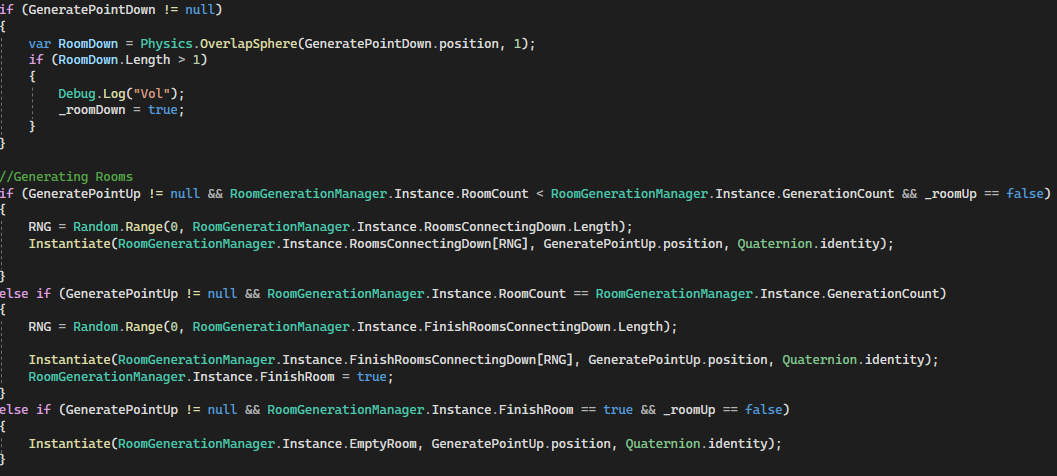 if (GeneratePointDown != null)
{
var RoomDown = Physics.OverlapSphere(GeneratePointDown.position, 1);
if (RoomDown.Length > 1)
{
Debug.Log("Vol");
_roomDown = true;
}
}
//Generating Rooms
if (GeneratePointUp != null && RoomGenerationManager.Instance.RoomCount < RoomGenerationManager.Instance.GenerationCount && _roomUp == false)
{
RNG = Random.Range(0, RoomGenerationManager.Instance.RoomsConnectingDown.Length);
Instantiate(RoomGenerationManager.Instance.RoomsConnectingDown[RNG], GeneratePointUp.position, Quaternion.identity);
}
else if (GeneratePointUp != null && RoomGenerationManager.Instance.RoomCount == RoomGenerationManager.Instance.GenerationCount)
{
RNG = Random.Range(0, RoomGenerationManager.Instance.FinishRoomsConnectingDown.Length);
Instantiate(RoomGenerationManager.Instance.FinishRoomsConnectingDown[RNG], GeneratePointUp.position, Quaternion.identity);
RoomGenerationManager.Instance.FinishRoom = true;
}
else if (GeneratePointUp != null && RoomGenerationManager.Instance.FinishRoom == true && _roomUp == false)
{
Instantiate(RoomGenerationManager.Instance.EmptyRoom, GeneratePointUp.position, Quaternion.identity);
}